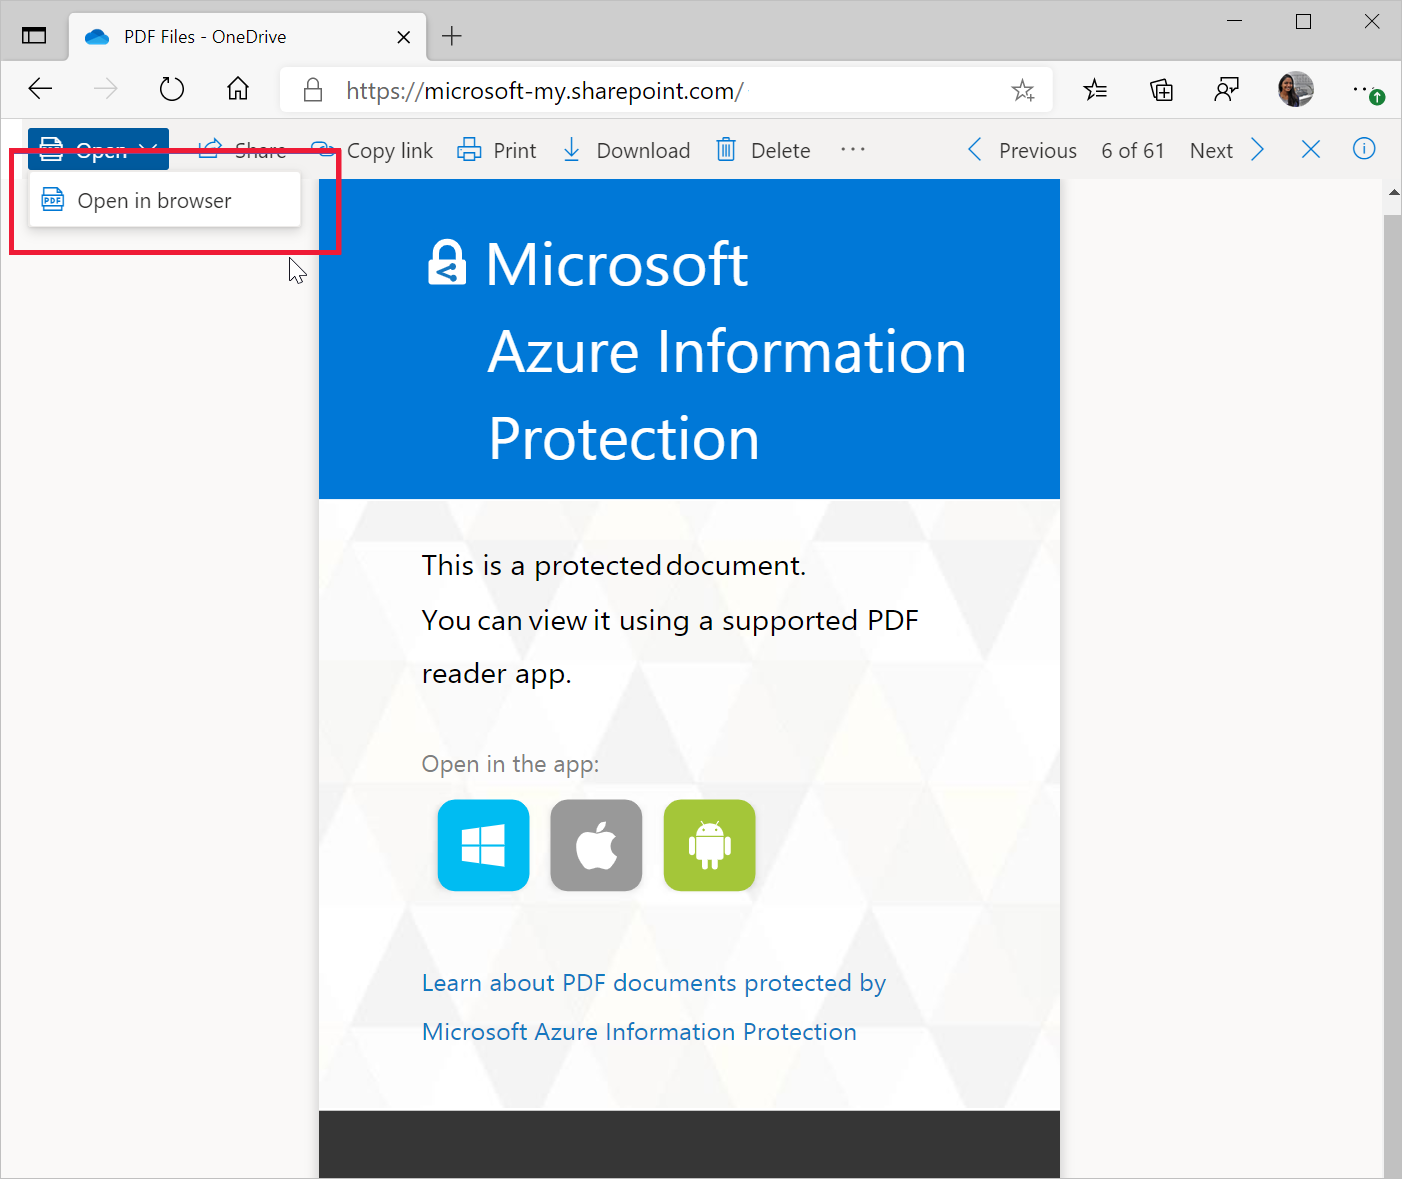 PDF Files - OneDrive
https://microsoft-my.sharepoint.com/
Open Share Copy link Print Download Delete ··· Previous 6 of 61 Next
PDF Open in browser
Microsoft
Azure Information
Protection
This is a protected document.
You can view it using a supported PDF
reader app.
Open in the app:
Learn about PDF documents protected by
Microsoft Azure Information Protection